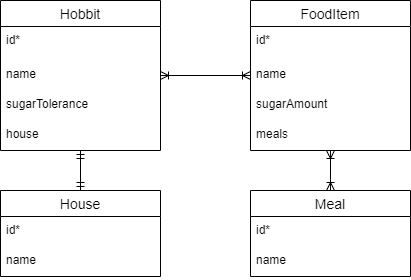 Hobbit
id*
name
sugarTolerance
house
FoodItem
id*
name
sugarAmount
meals
House
id*
name
Meal
id*
name